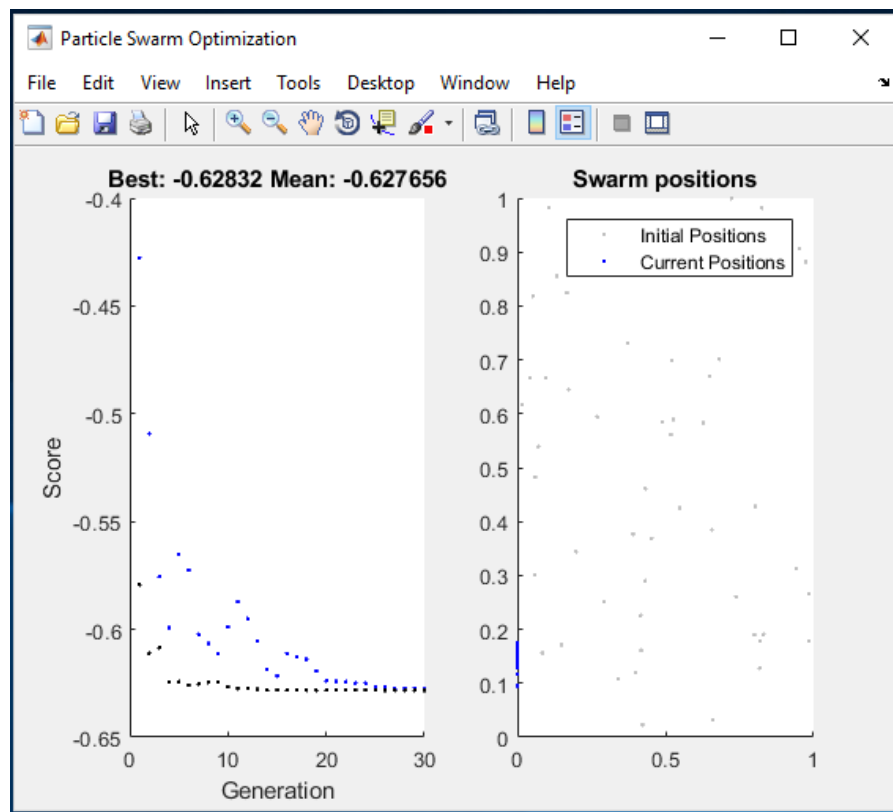 Particle Swarm Optimization
File Edit View Insert Tools Desktop Window Help
Best: -0.62832 Mean: -0.627656
-0.4
-0.45
-0.5
-0.55
-0.6
-0.65
Score
0 10 20 30
Generation
Swarm positions
Initial Positions
Current Positions
1
0.9
0.8
0.7
0.6
0.5
0.4
0.3
0.2
0.1
0
0 0.5 1